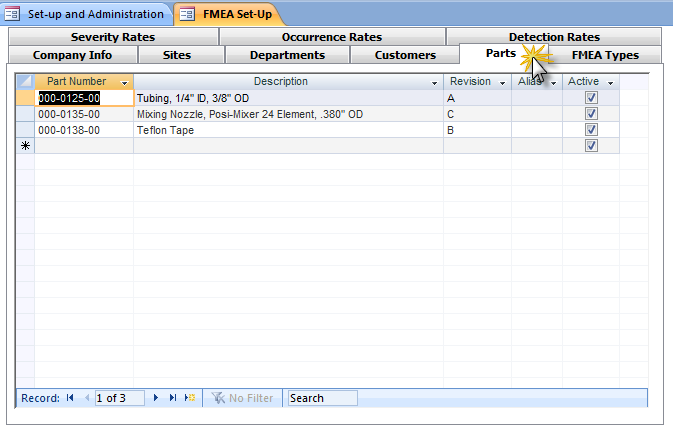 Set-up and Administration FMEA Set-Up
Severity Rates Occurrence Rates Detection Rates
Company Info Sites Departments Customers Parts FMEA Types
Part Number Description Revision Alias Active
000-0125-00 Tubing, 1/4" ID, 3/8" OD A
000-0135-00 Mixing Nozzle, Posi-Mixer 24 Element, .380" OD C
000-0138-00 Teflon Tape B
Record: 1 of 3 No Filter Search